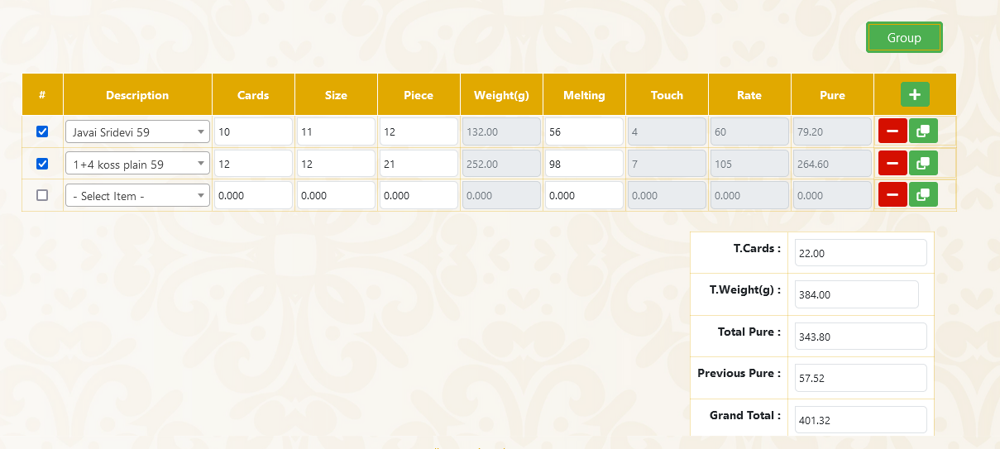 Group
# Description Cards Size Piece Weight(g) Melting Touch Rate Pure +
Javai Sridevi 59 10 11 12 132.00 56 4 60 79.20
1+4 koss plain 59 12 12 21 252.00 98 7 105 264.60
- Select Item - 0.000 0.000 0.000 0.000 0.000 0.000 0.000 0.000
T.Cards : 22.00
T.Weight(g) : 384.00
Total Pure : 343.80
Previous Pure : 57.52
Grand Total : 401.32